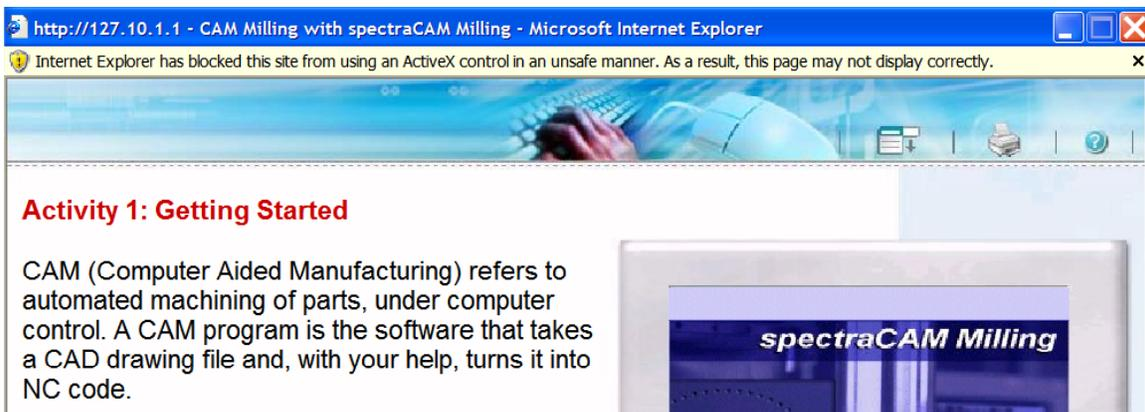 http://127.10.1.1 - CAM Milling with spectraCAM Milling - Microsoft Internet Explorer
Internet Explorer has blocked this site from using an ActiveX control in an unsafe manner. As a result, this page may not display correctly.
Activity 1: Getting Started
CAM (Computer Aided Manufacturing) refers to
automated machining of parts, under computer
control. A CAM program is the software that takes
a CAD drawing file and, with your help, turns it into
NC code.
spectraCAM Milling